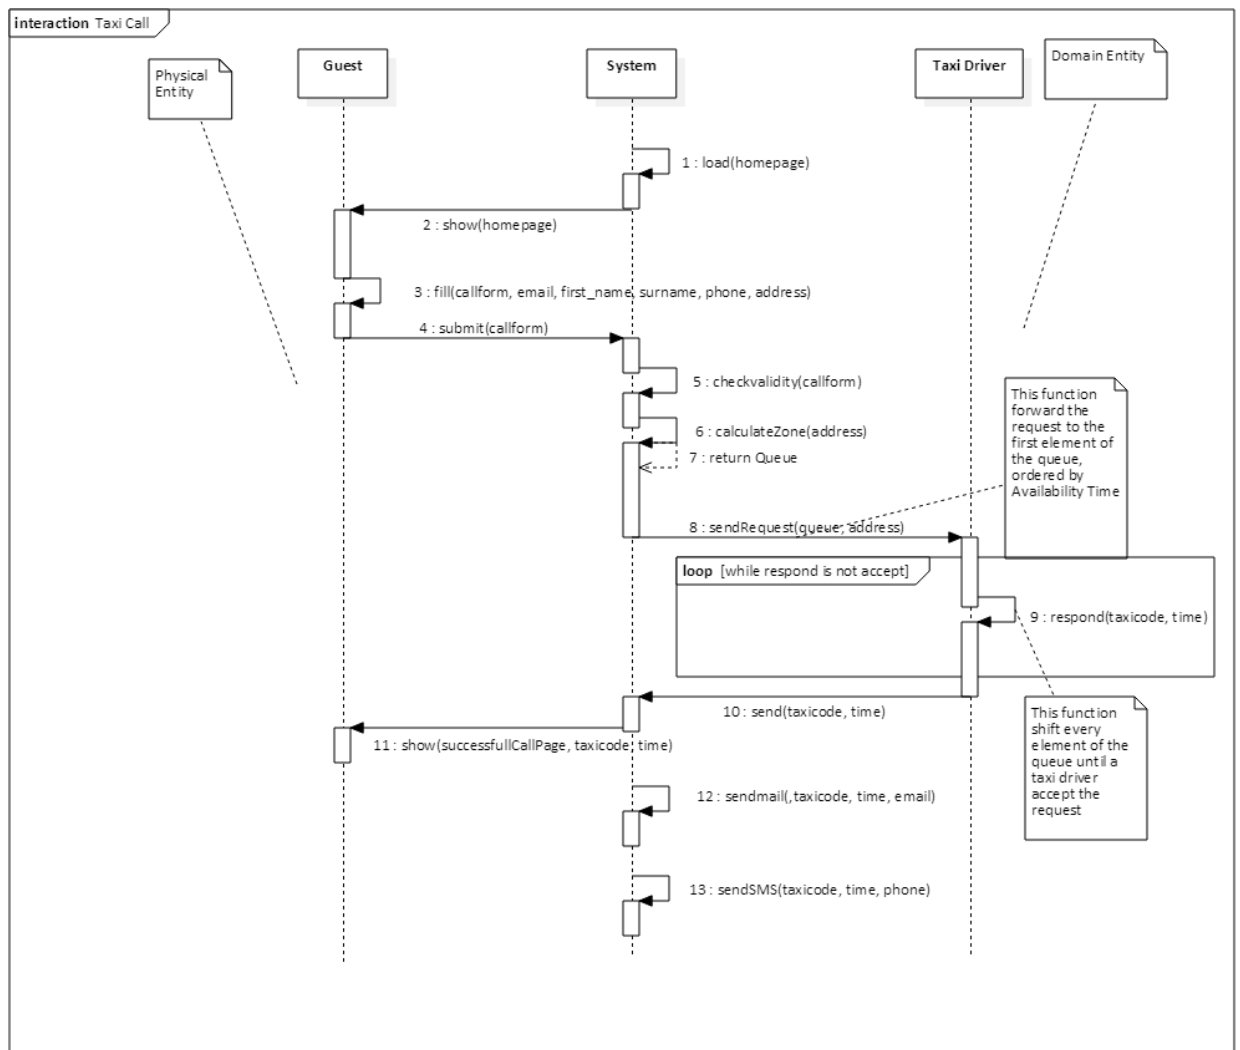 interaction Taxi Call
Physical
Entity
Guest
System
Taxi Driver
Domain Entity
1 : load(homepage)
2 : show(homepage)
3 : fill(callform, email, first_name, surname, phone, address)
4 : submit(callform)
5 : checkvalidity(callform)
6 : calculateZone(address)
7 : return Queue
This function
forward the
request to the
first element of
the queue,
ordered by
Availability Time
8 : sendRequest(queue, address)
loop [while respond is not accept]
9 : respond(taxicode, time)
10 : send(taxicode, time)
11 : show(successfullCallPage, taxicode, time)
This function
shift every
element of the
queue until a
taxi driver
accept the
request
12 : sendmail(,taxicode, time, email)
13 : sendSMS(taxicode, time, phone)